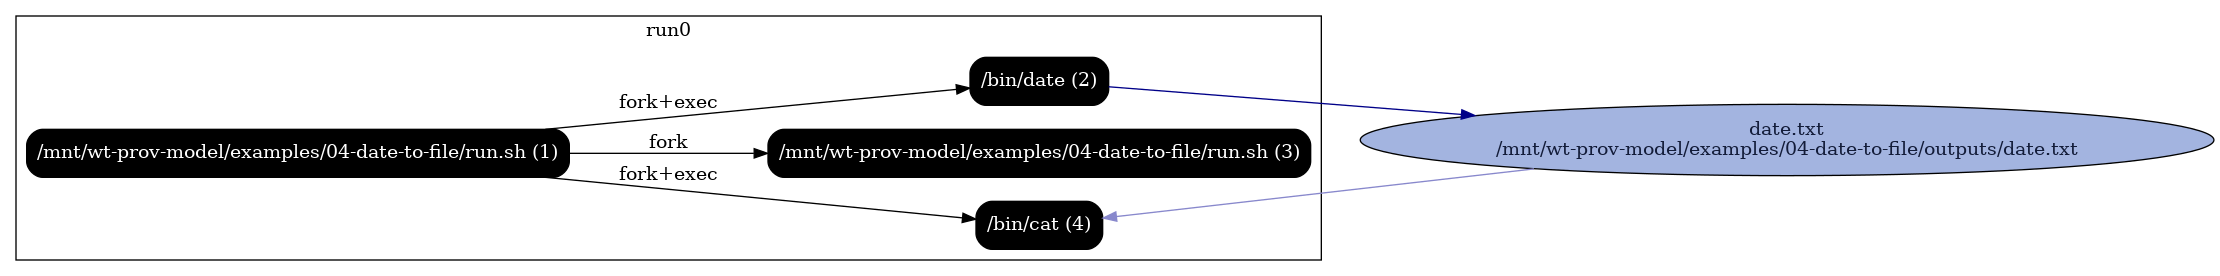 run0
/bin/date (2)
fork+exec
/mnt/wt-prov-model/examples/04-date-to-file/run.sh (1)
fork
/mnt/wt-prov-model/examples/04-date-to-file/run.sh (3)
fork+exec
/bin/cat (4)
date.txt
/mnt/wt-prov-model/examples/04-date-to-file/outputs/date.txt